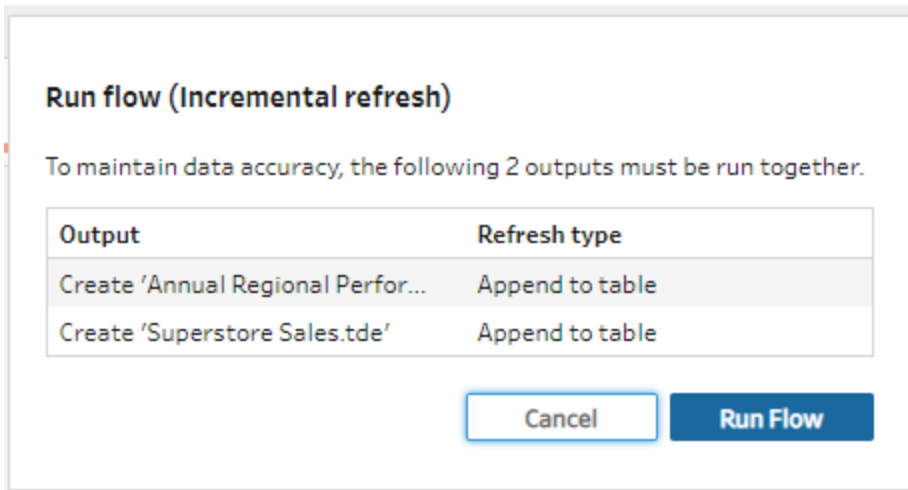 Run flow (Incremental refresh)
To maintain data accuracy, the following 2 outputs must be run together.
Output Refresh type
Create 'Annual Regional Perfor... Append to table
Create 'Superstore Sales.tde' Append to table
Cancel Run Flow